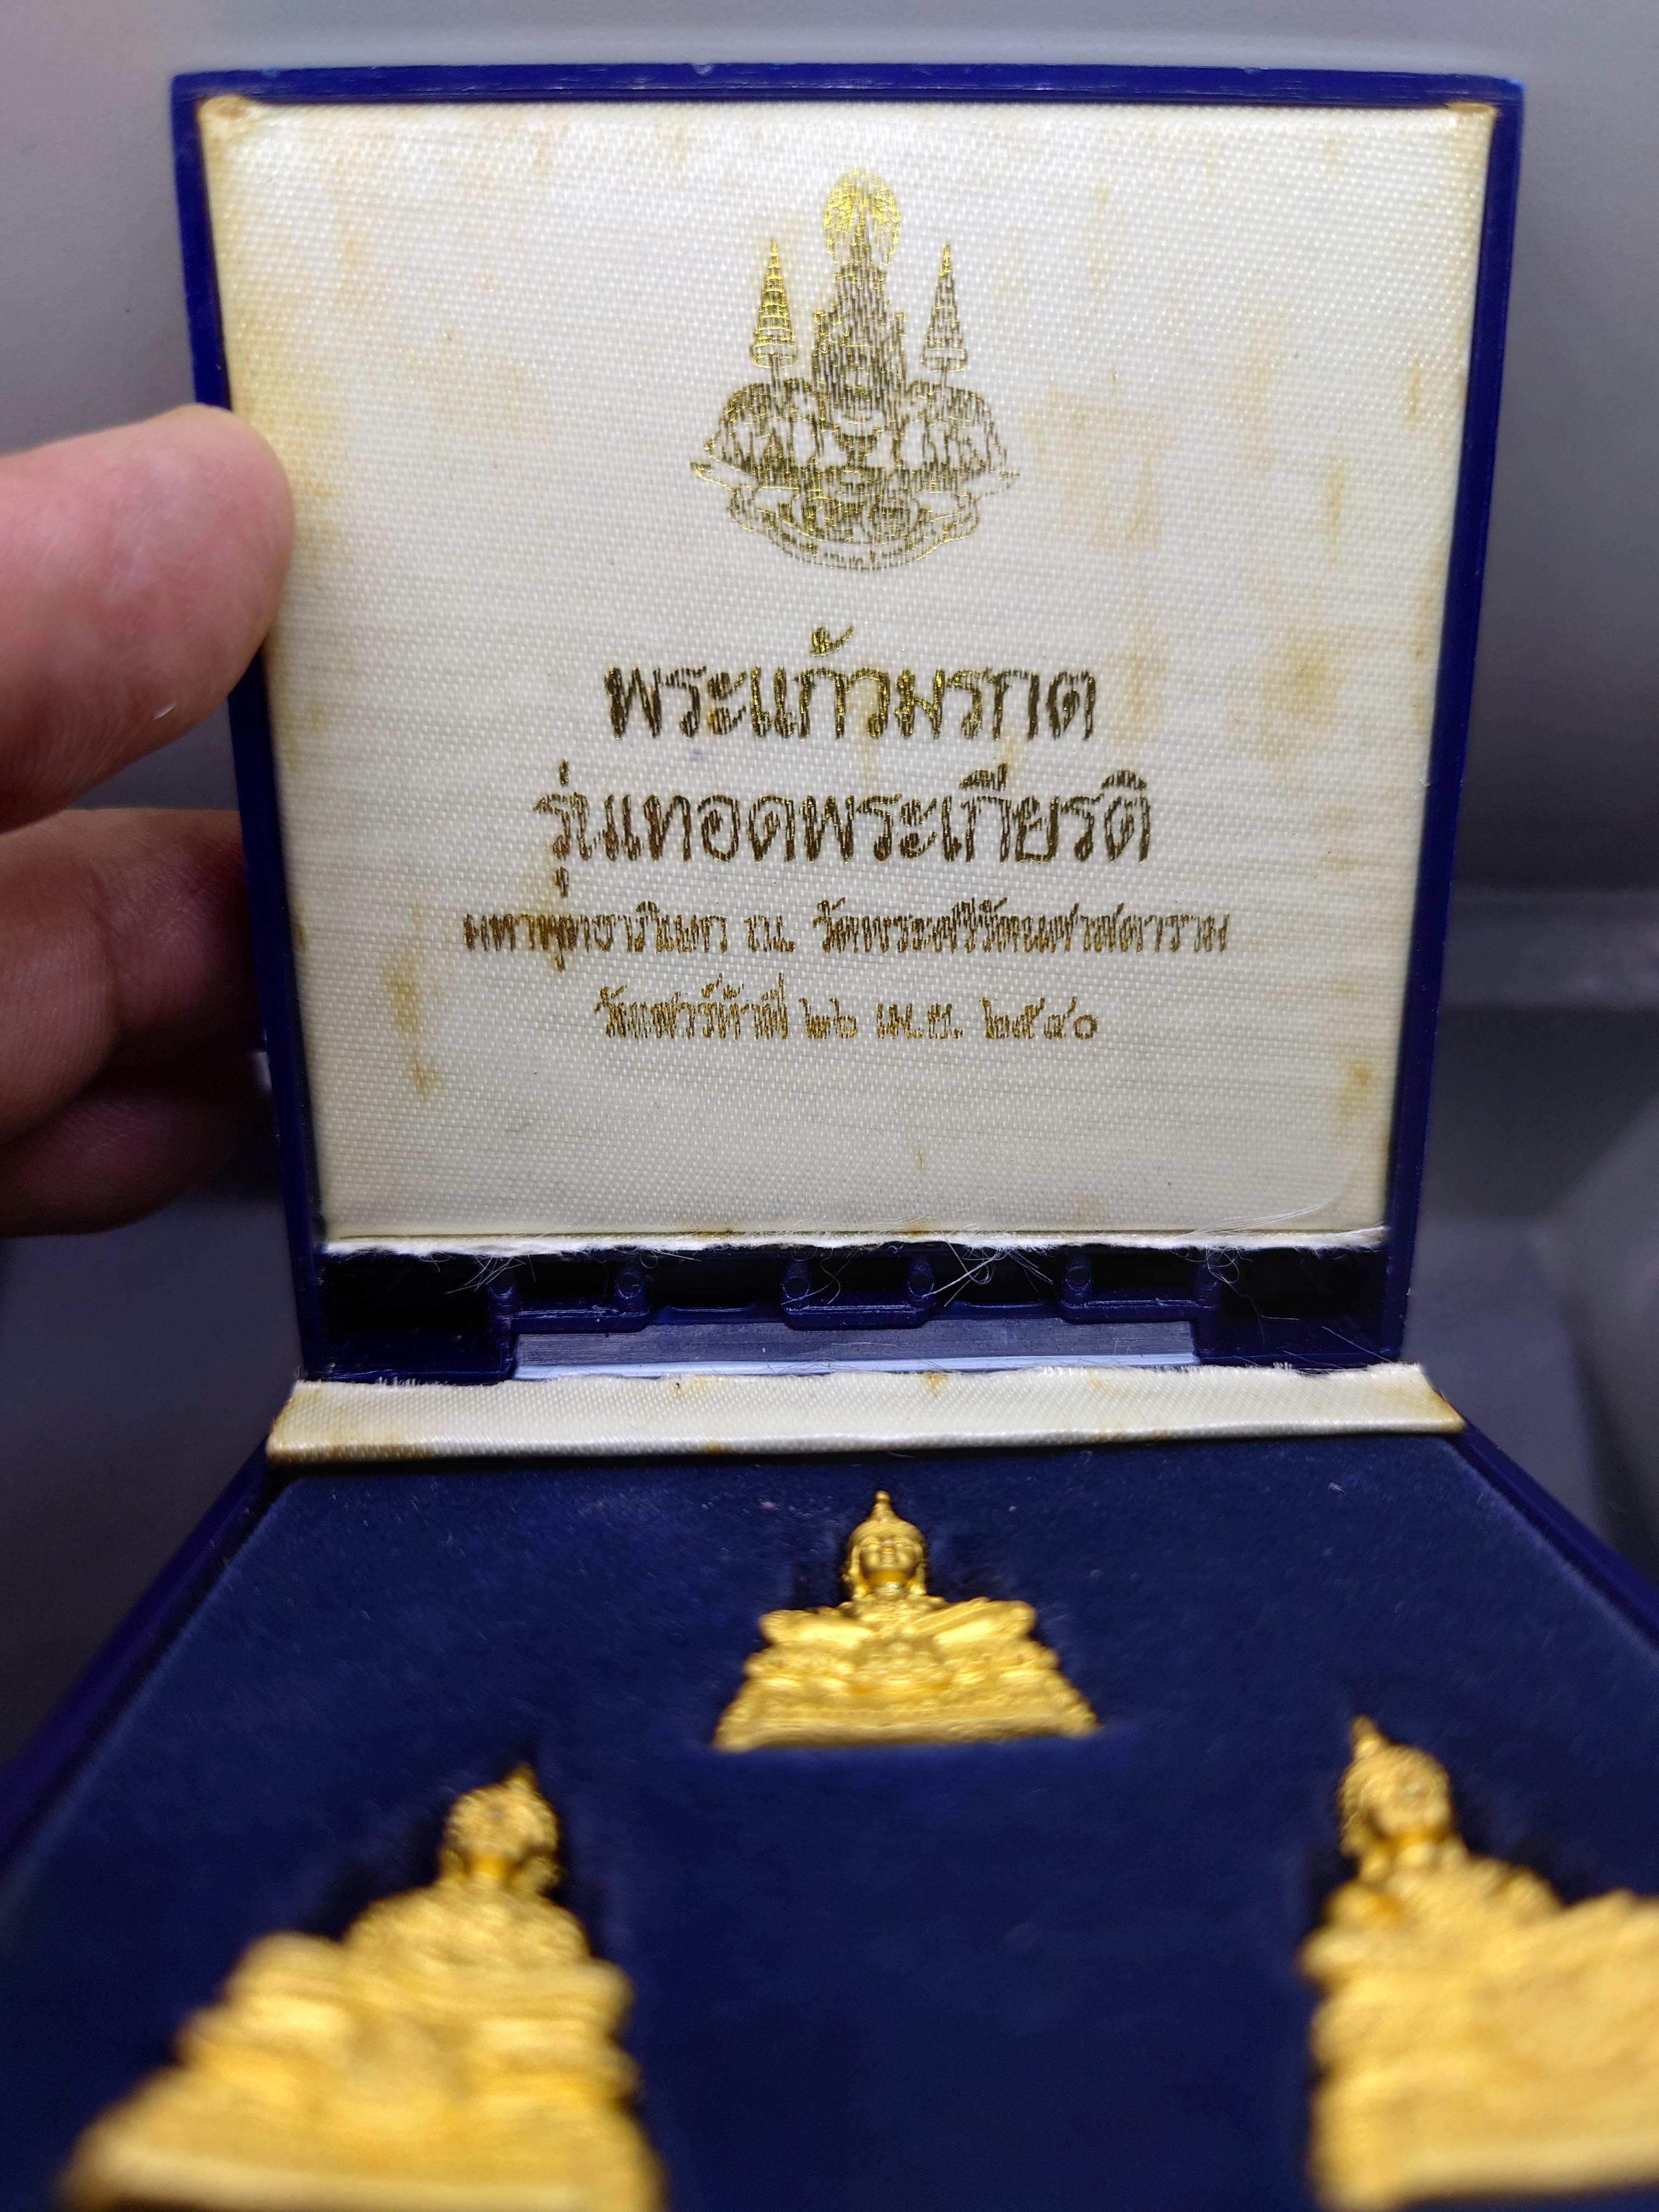 พระแก้วมรกต
รุ่นเทอดพระเกียรติ
มหาพุทธาภิเษก ณ. วัดพระศรีรัตนศาสดาราม
วันเสาร์ที่ ๒๖ เม.ย. ๒๕๔๐